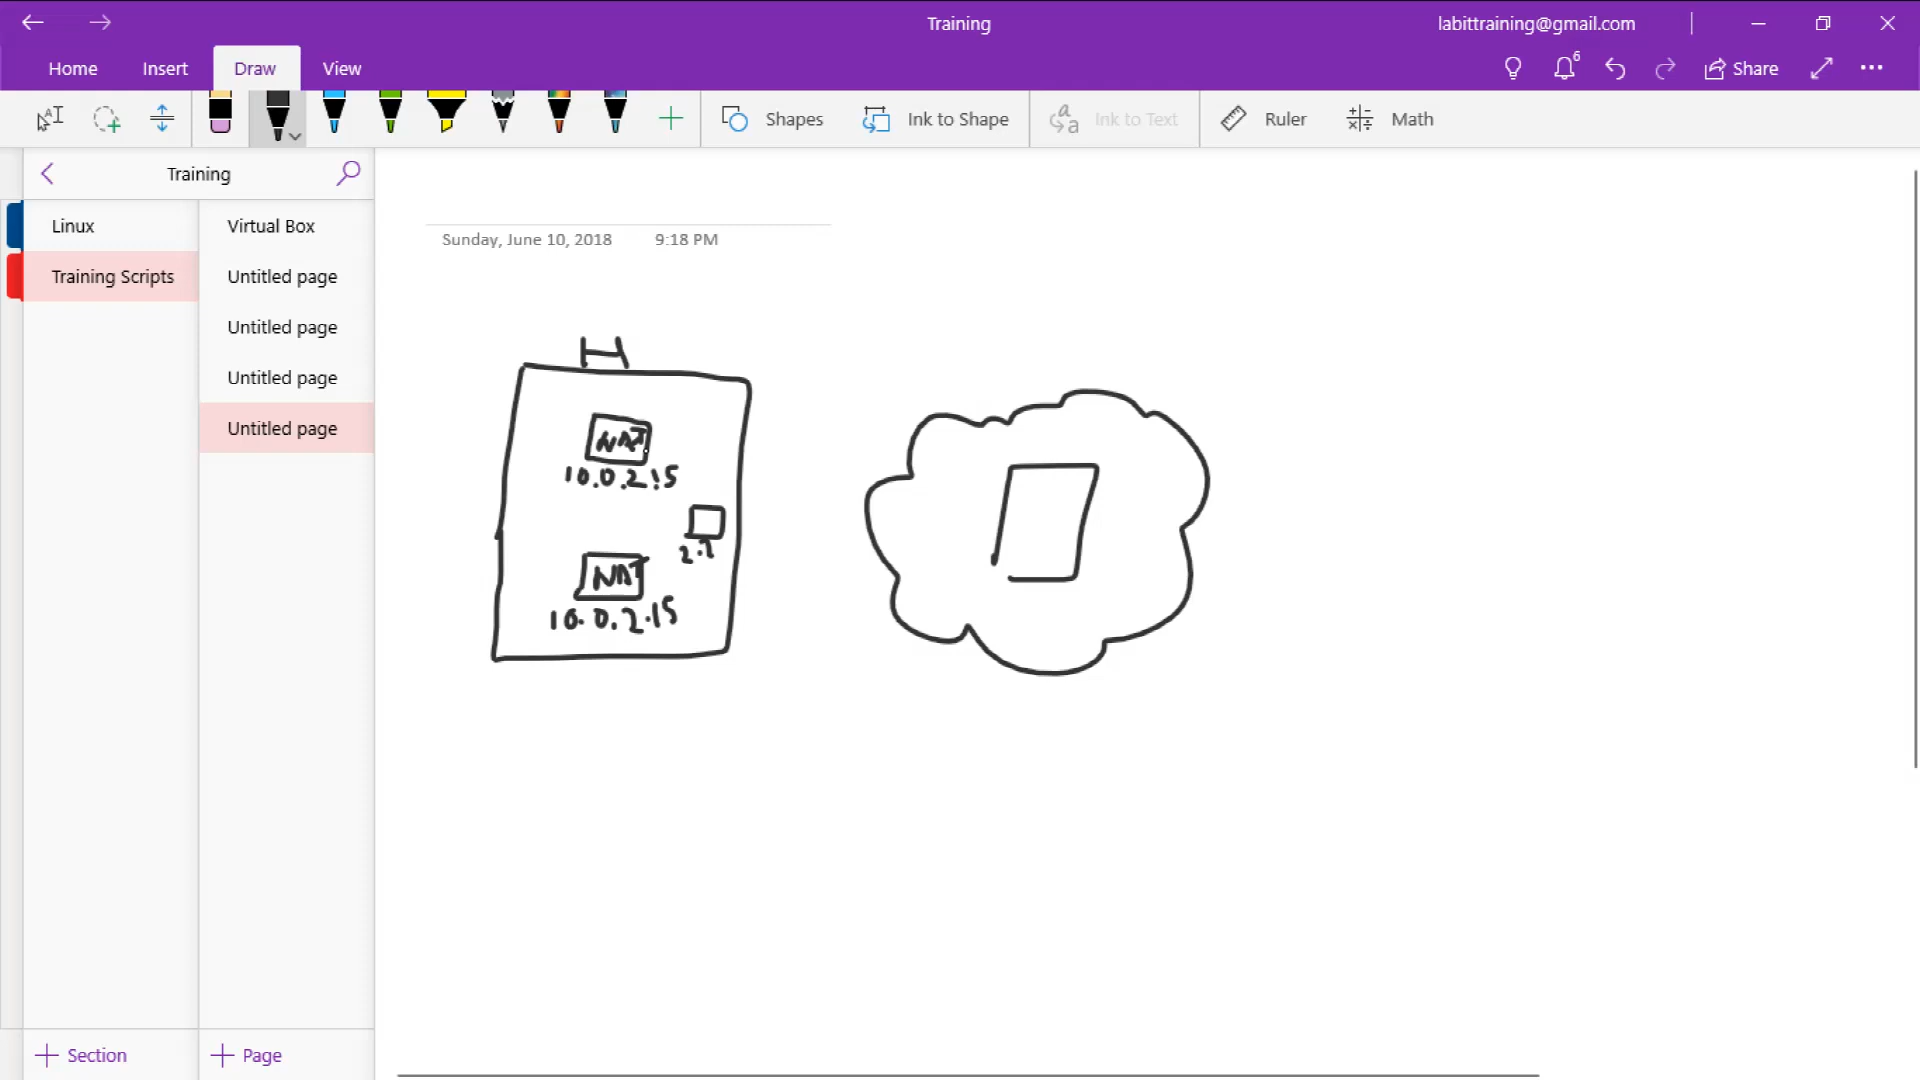 Training
labittraining@gmail.com
Home Insert Draw View
6
Share
Shapes Ink to Shape Ink to Text Ruler Math
Training
Linux
Training Scripts
Virtual Box
Untitled page
Untitled page
Untitled page
Untitled page
Sunday, June 10, 2018 9:18 PM
H
NAT
10.0.2.15
NAT
10.0.2.15
+ Section
+ Page